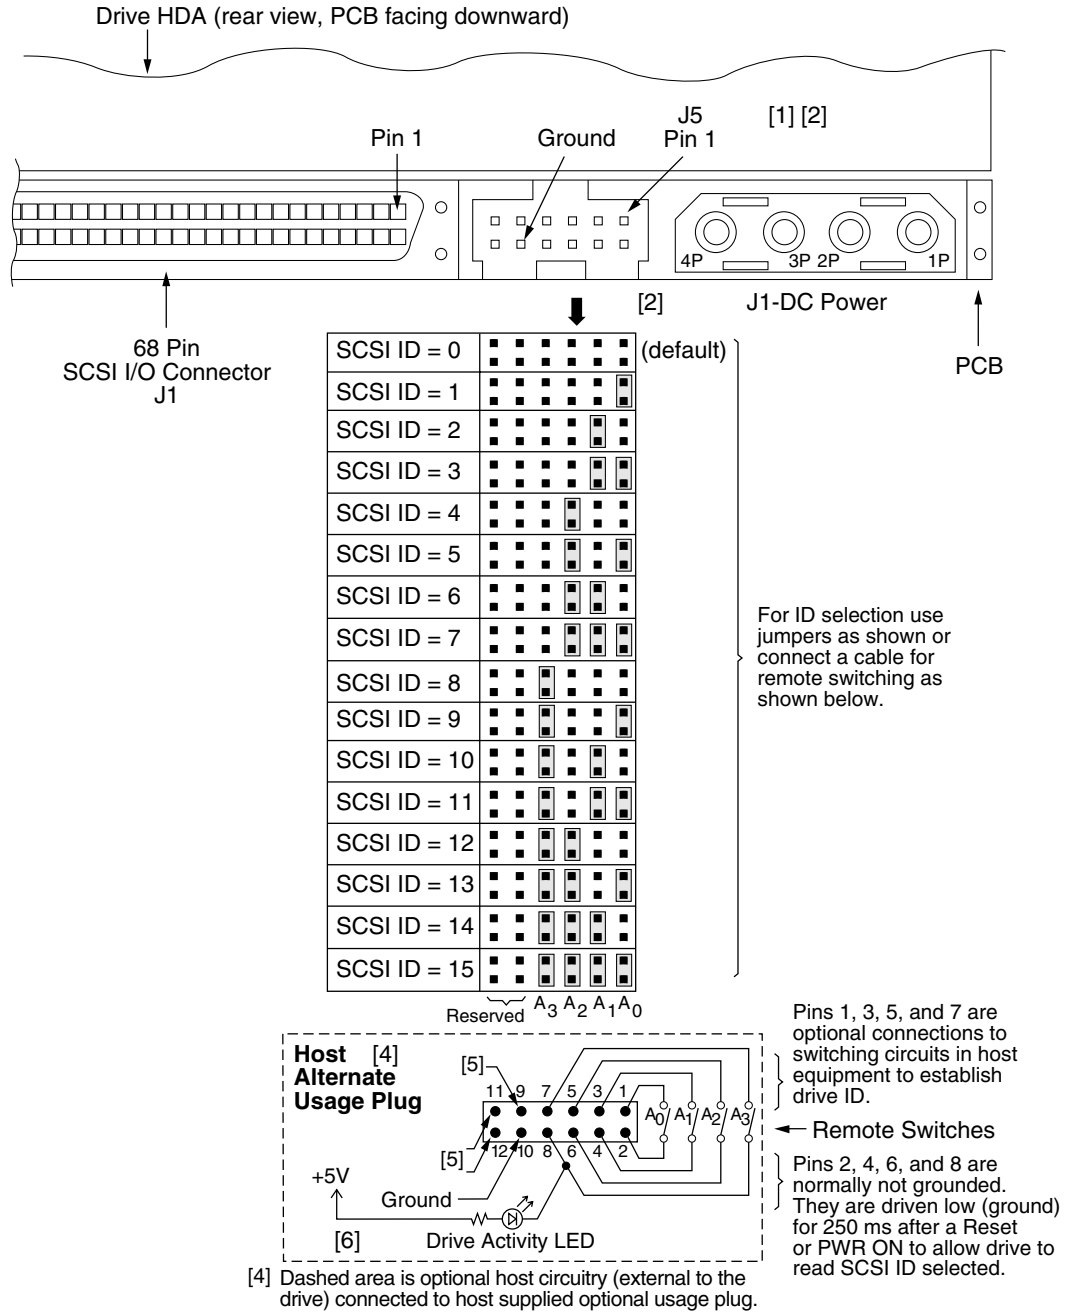 Drive HDA (rear view, PCB facing downward)
J5
[1] [2]
Pin 1
Ground
Pin 1
4P
3P
2P
1P
[2]
J1-DC Power
68 Pin
SCSI I/O Connector
J1
PCB
SCSI ID = 0
(default)
SCSI ID = 1
SCSI ID = 2
SCSI ID = 3
SCSI ID = 4
SCSI ID = 5
SCSI ID = 6
SCSI ID = 7
SCSI ID = 8
SCSI ID = 9
SCSI ID = 10
SCSI ID = 11
SCSI ID = 12
SCSI ID = 13
SCSI ID = 14
SCSI ID = 15
For ID selection use
jumpers as shown or
connect a cable for
remote switching as
shown below.
Reserved A3 A2 A1 A0
Host [4]
Alternate
Usage Plug
[5]
11 9 7 5 3 1
A0 A1 A2 A3
12 10 8 6 4 2
[5]
+5V
Ground
[6]
Drive Activity LED
Pins 1, 3, 5, and 7 are
optional connections to
switching circuits in host
equipment to establish
drive ID.
Remote Switches
Pins 2, 4, 6, and 8 are
normally not grounded.
They are driven low (ground)
for 250 ms after a Reset
or PWR ON to allow drive to
read SCSI ID selected.
[4] Dashed area is optional host circuitry (external to the
drive) connected to host supplied optional usage plug.